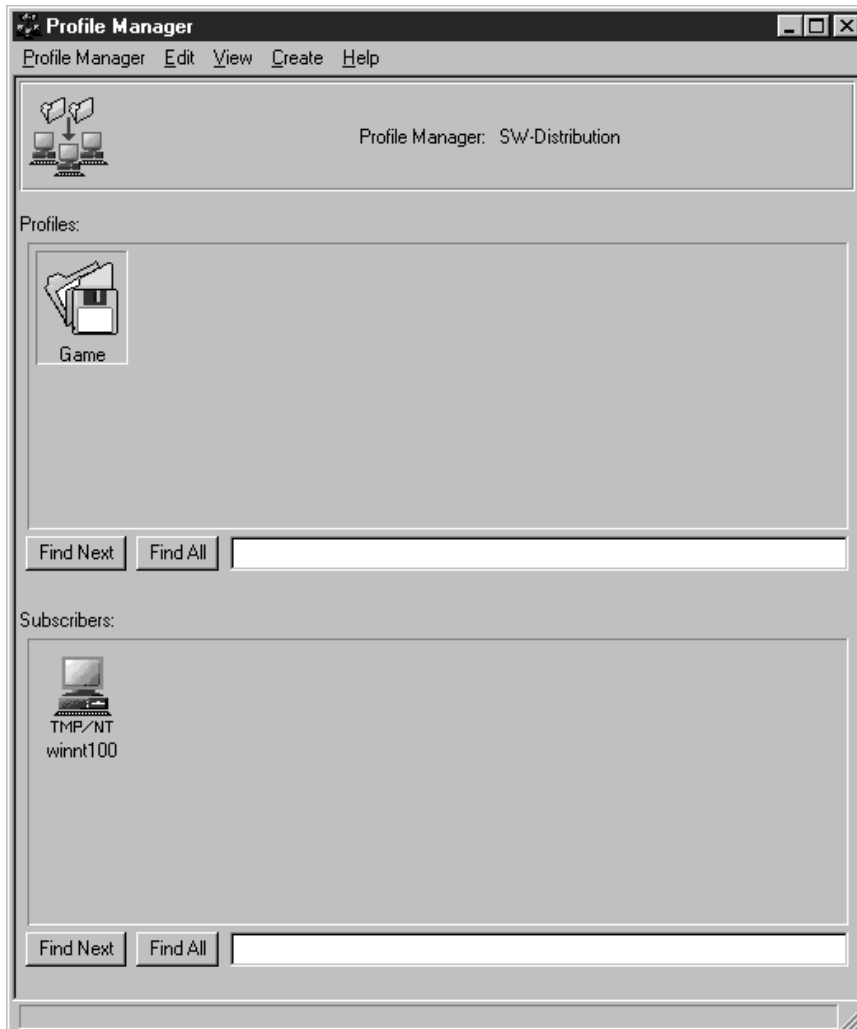 Profile Manager
Profile Manager Edit View Create Help
Profile Manager: SW-Distribution
Profiles:
Game
Find Next Find All
Subscribers:
TMP/NT
winnt100
Find Next Find All